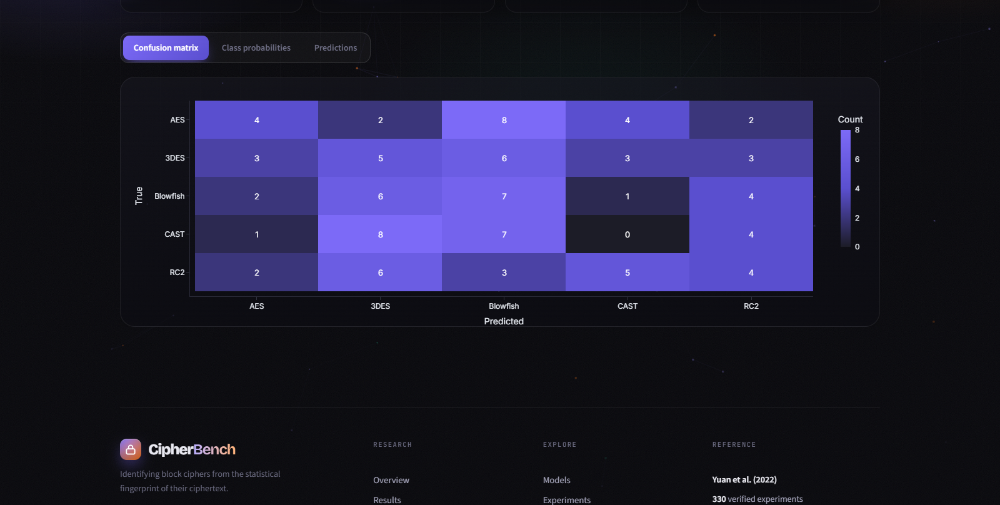 Confusion matrix Class probabilities Predictions
AES 4 2 8 4 2
Count
8
3DES 3 5 6 3 3
6
True
Blowfish 2 6 7 1 4
4
CAST 1 8 7 0 4
2
0
RC2 2 6 3 5 4
AES 3DES Blowfish CAST RC2
Predicted
CipherBench
Identifying block ciphers from the statistical
fingerprint of their ciphertext.
RESEARCH
Overview
Results
EXPLORE
Models
Experiments
REFERENCE
Yuan et al. (2022)
330 verified experiments